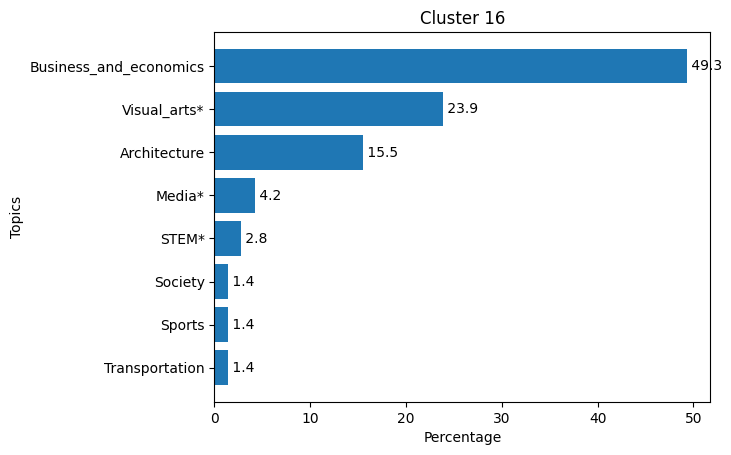 Cluster 16
Topics
Business_and_economics 49.3
Visual_arts* 23.9
Architecture 15.5
Media* 4.2
STEM* 2.8
Society 1.4
Sports 1.4
Transportation 1.4
0 10 20 30 40 50
Percentage